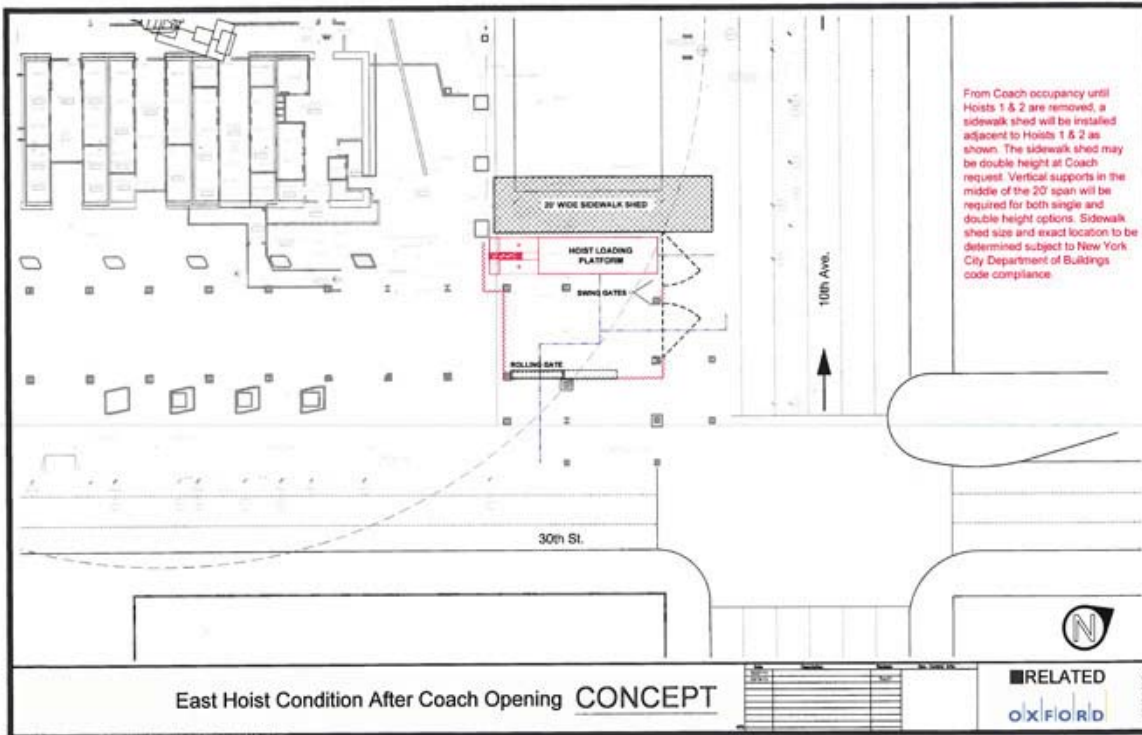 From Coach occupancy until
Hoists 1 & 2 are removed, a
sidewalk shed will be installed
adjacent to Hoists 1 & 2 as
shown. The sidewalk shed may
be double height at Coach
request. Vertical supports in the
middle of the 20' span will be
required for both single and
double height options. Sidewalk
shed size and exact location to be
determined subject to New York
City Department of Buildings
code compliance.
20' WIDE SIDEWALK SHED
HOIST LOADING
PLATFORM
SWING GATES
ROLLING GATE
10th Ave.
30th St.
N
East Hoist Condition After Coach Opening CONCEPT
RELATED
OXFORD